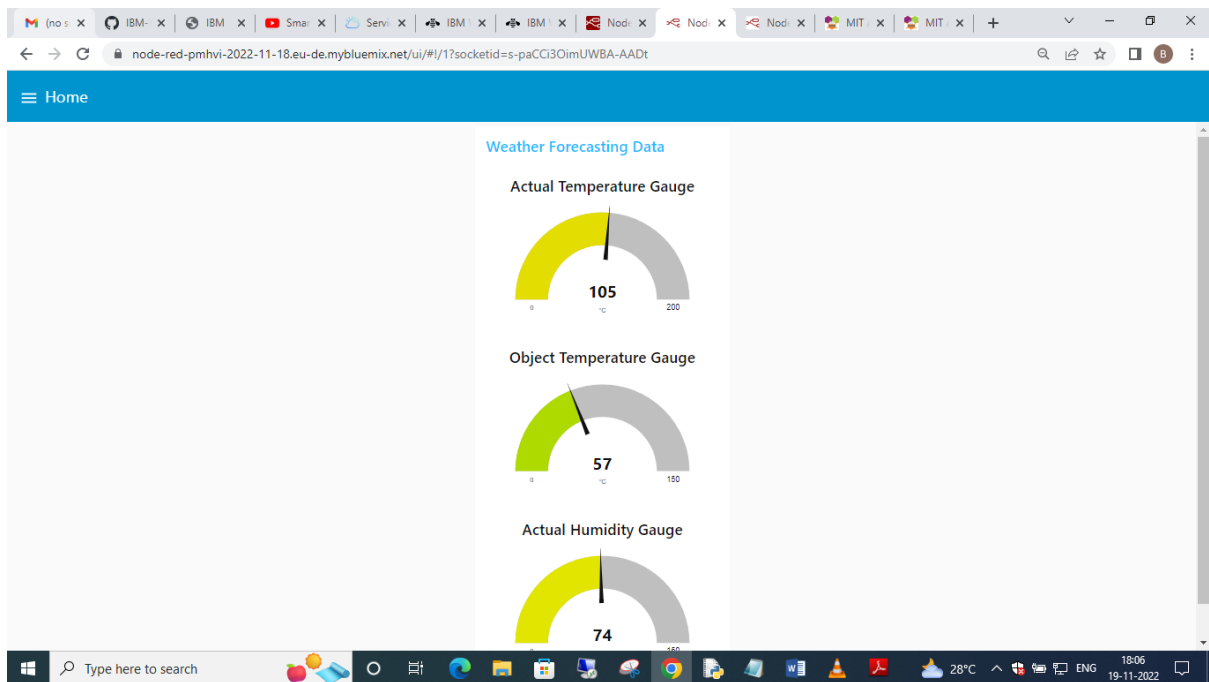 (no s
IBM-
IBM
Smar
Servi
IBM
IBM
Node
Node
Node
MIT
MIT
node-red-pmhvi-2022-11-18.eu-de.mybluemix.net/ui/#!/1?socketid=s-paCCi3OimUWBA-AADt
B
Home
Weather Forecasting Data
Actual Temperature Gauge
105
0
°C
200
Object Temperature Gauge
57
0
°C
150
Actual Humidity Gauge
74
Type here to search
28°C
ENG
18:06
19-11-2022